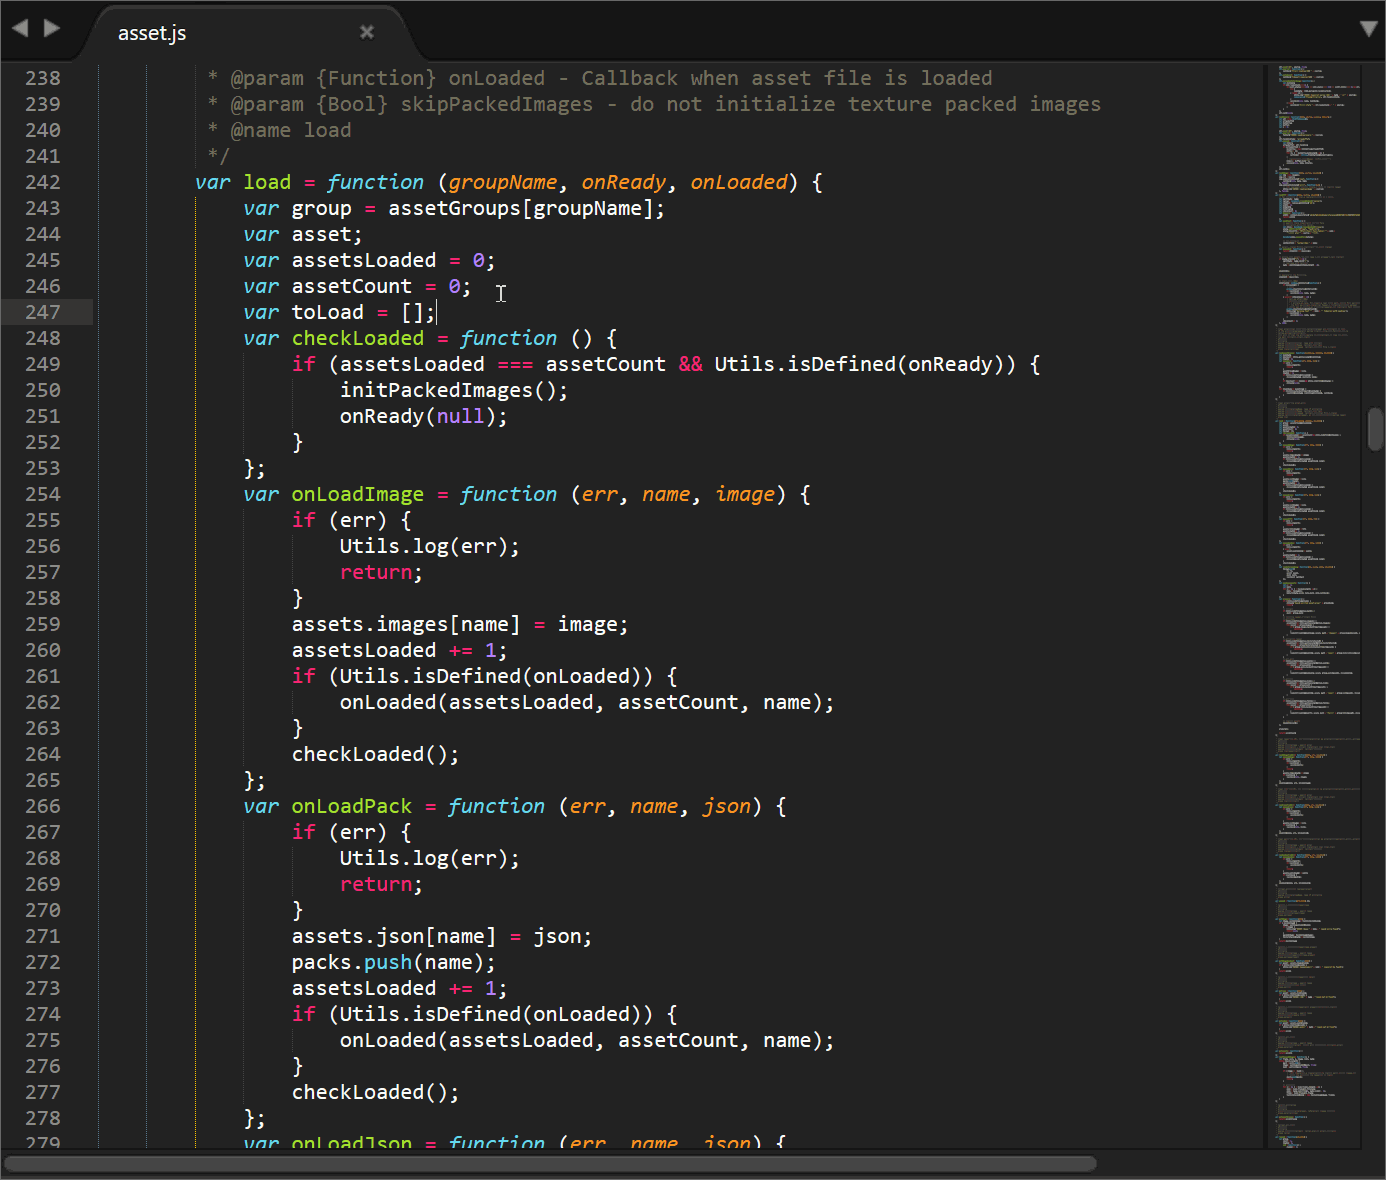 asset.js
238 * @param {Function} onLoaded - Callback when asset file is loaded
239 * @param {Bool} skipPackedImages - do not initialize texture packed images
240 * @name load
241 */
242 var load = function (groupName, onReady, onLoaded) {
243 var group = assetGroups[groupName];
244 var asset;
245 var assetsLoaded = 0;
246 var assetCount = 0;
247 var toLoad = [];
248 var checkLoaded = function () {
249 if (assetsLoaded === assetCount && Utils.isDefined(onReady)) {
250 initPackedImages();
251 onReady(null);
252 }
253 };
254 var onLoadImage = function (err, name, image) {
255 if (err) {
256 Utils.log(err);
257 return;
258 }
259 assets.images[name] = image;
260 assetsLoaded += 1;
261 if (Utils.isDefined(onLoaded)) {
262 onLoaded(assetsLoaded, assetCount, name);
263 }
264 checkLoaded();
265 };
266 var onLoadPack = function (err, name, json) {
267 if (err) {
268 Utils.log(err);
269 return;
270 }
271 assets.json[name] = json;
272 packs.push(name);
273 assetsLoaded += 1;
274 if (Utils.isDefined(onLoaded)) {
275 onLoaded(assetsLoaded, assetCount, name);
276 }
277 checkLoaded();
278 };
279 var onLoadJson = function (err, name, json) {